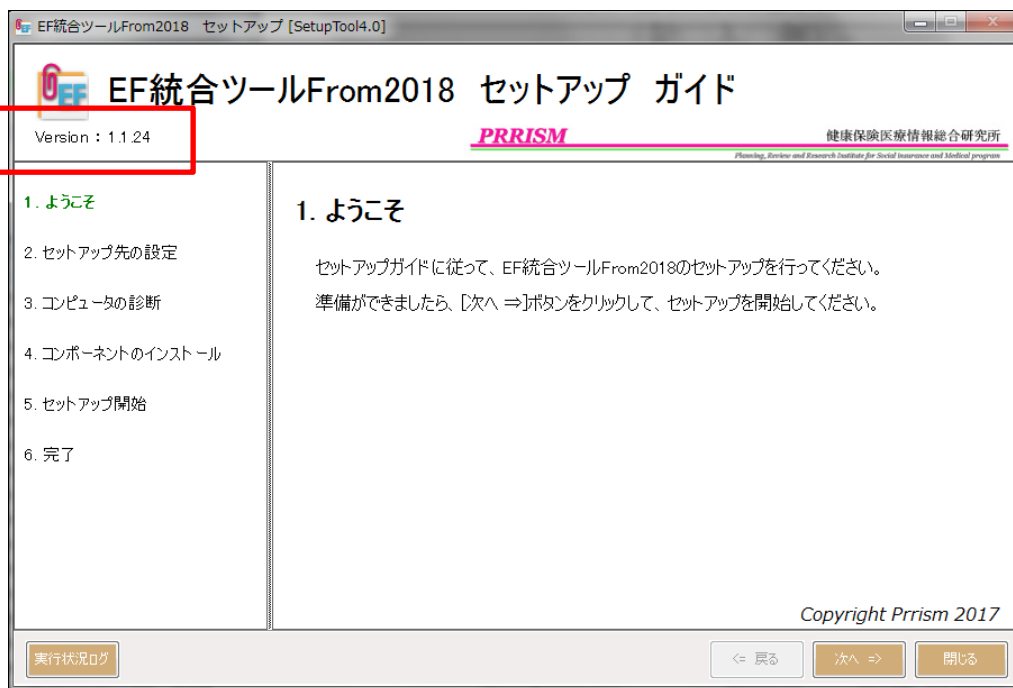 EF統合ツールFrom2018 セットアップ [SetupTool4.0]
EF
EF統合ツールFrom2018 セットアップ ガイド
Version : 1.1.24
PRRISM
健康保険医療情報総合研究所
Planning, Review and Research Institute for Social insurance and Medical program
1. ようこそ
2. セットアップ先の設定
3. コンピュータの診断
4. コンポーネントのインストール
5. セットアップ開始
6. 完了
1. ようこそ
セットアップガイドに従って、EF統合ツールFrom2018のセットアップを行ってください。
準備ができましたら、[次へ ⇒]ボタンをクリックして、セットアップを開始してください。
Copyright Prrism 2017
実行状況ログ
<= 戻る
次へ =>
閉じる